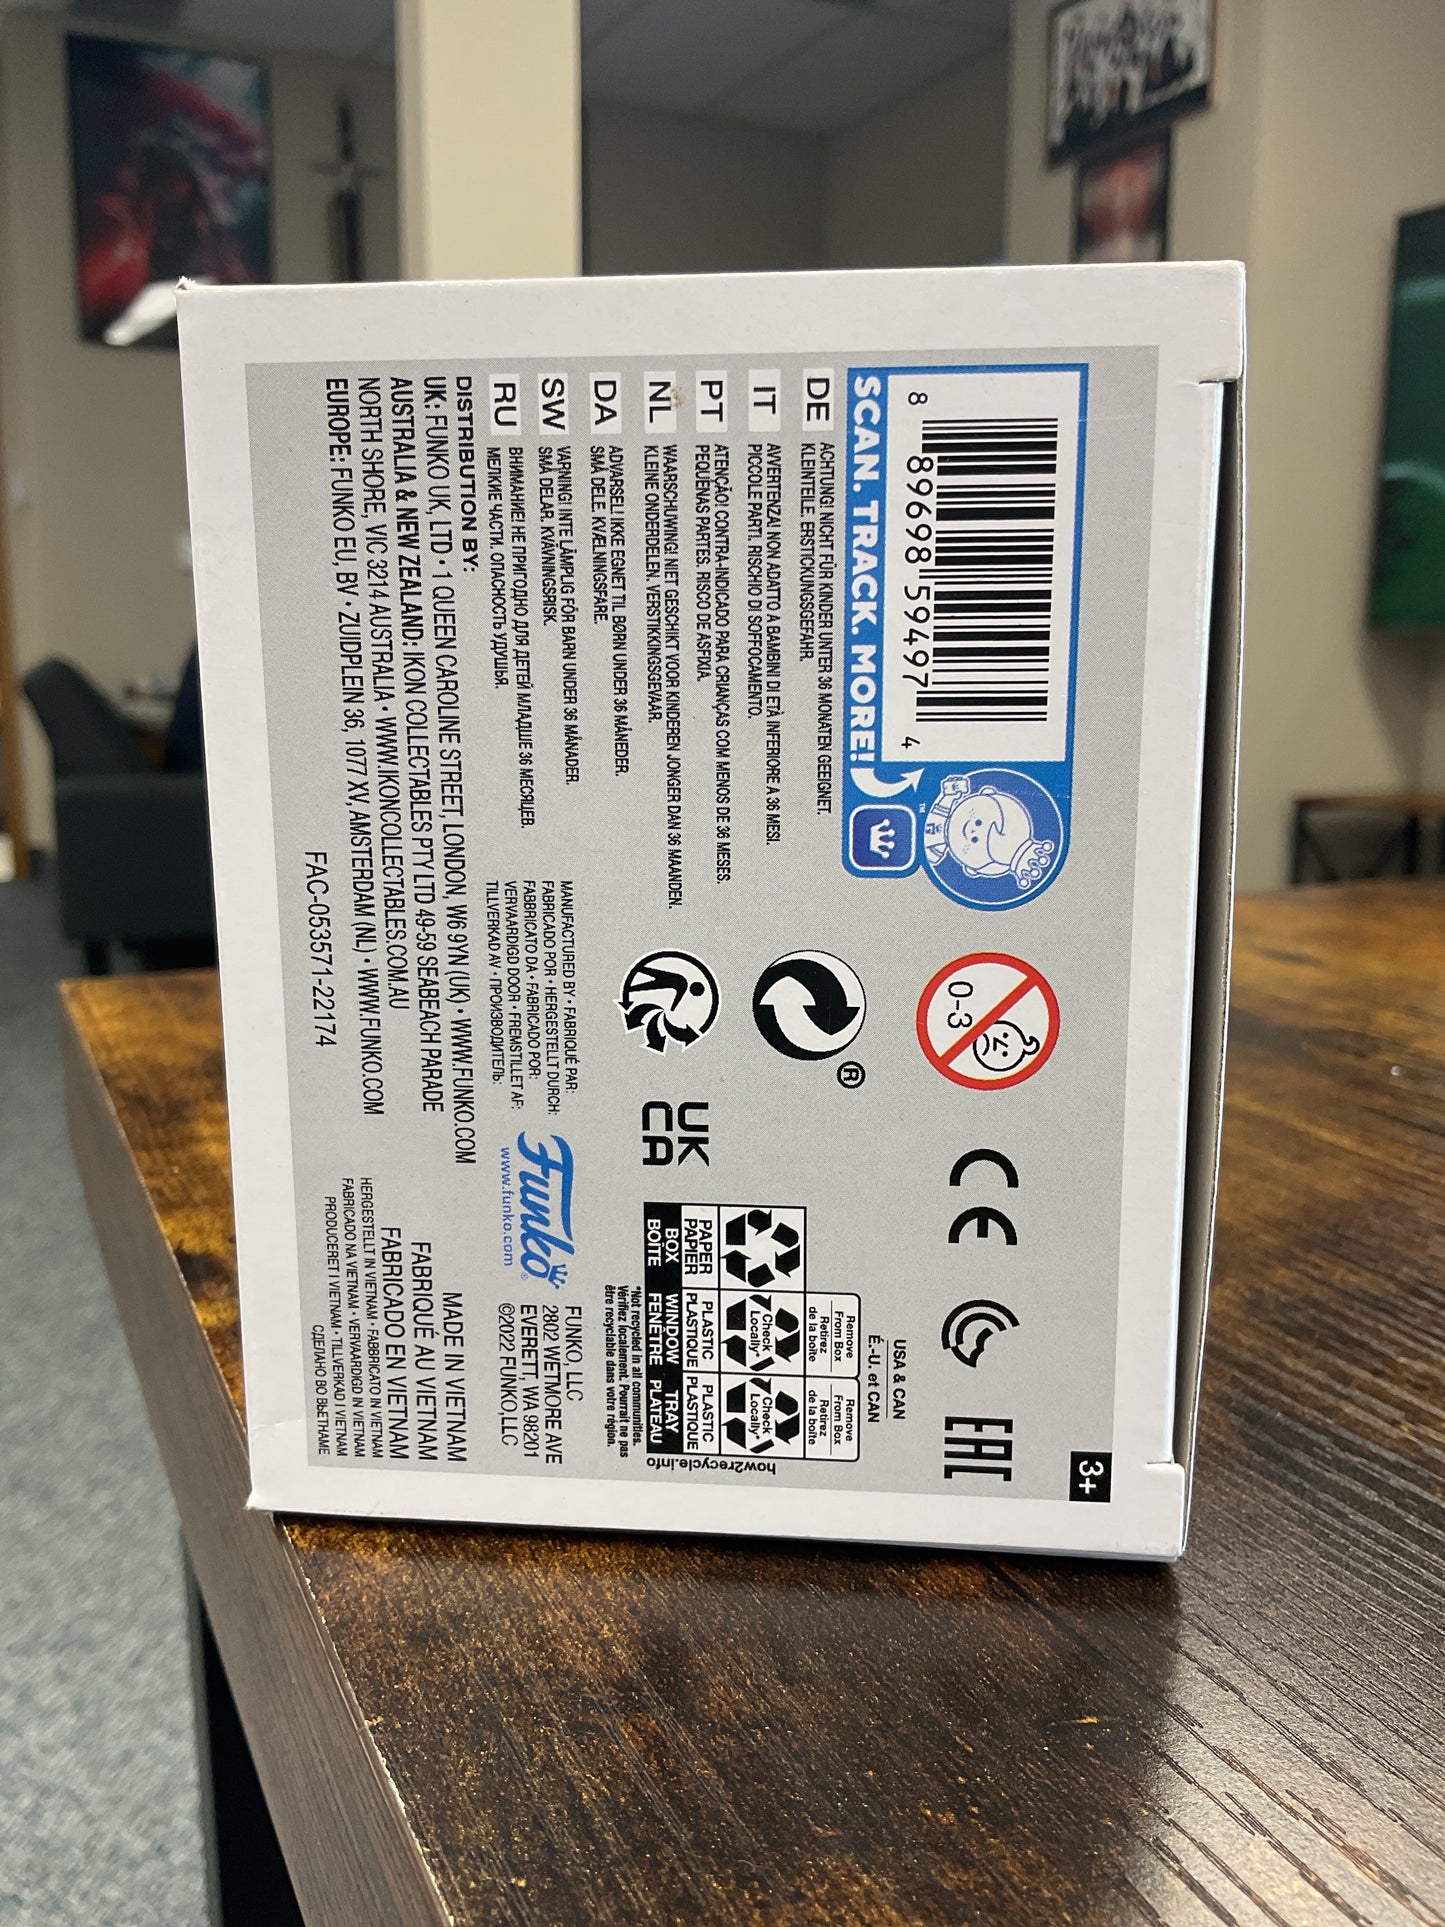 3+
8 89698 59497 4
SCAN. TRACK. MORE!
™
0-3
CE
EAC
DE ACHTUNG! NICHT FÜR KINDER UNTER 36 MONATEN GEEIGNET.
KLEINTEILE. ERSTICKUNGSGEFAHR.
IT AVVERTENZA! NON ADATTO A BAMBINI DI ETÀ INFERIORE A 36 MESI.
PICCOLE PARTI. RISCHIO DI SOFFOCAMENTO.
PT ATENÇÃO! CONTRA-INDICADO PARA CRIANÇAS COM MENOS DE 36 MESES.
PEQUENAS PARTES. RISCO DE ASFIXIA.
NL WAARSCHUWING! NIET GESCHIKT VOOR KINDEREN JONGER DAN 36 MAANDEN.
KLEINE ONDERDELEN. VERSTIKKINGSGEVAAR.
DA ADVARSEL! IKKE EGNET TIL BØRN UNDER 36 MÅNEDER.
SMÅ DELE. KVÆLNINGSFARE.
SW VARNING! INTE LÄMPLIG FÖR BARN UNDER 36 MÅNADER.
SMÅ DELAR. KVÄVNINGSRISK.
RU ВНИМАНИЕ! НЕ ПРИГОДНО ДЛЯ ДЕТЕЙ МЛАДШЕ 36 МЕСЯЦЕВ.
МЕЛКИЕ ЧАСТИ. ОПАСНОСТЬ УДУШЬЯ.
®
UK
CA
USA & CAN
É.-U. et CAN
Remove From Box
Retirez de la boîte
Remove From Box
Retirez de la boîte
Check Locally*
Check Locally*
PAPER PAPIER
PLASTIC PLASTIQUE
PLASTIC PLASTIQUE
BOX BOÎTE
WINDOW FENÊTRE
TRAY PLATEAU
how2recycle.info
*Not recycled in all communities.
Vérifiez localement. Pourrait ne pas
être recyclable dans votre région.
MANUFACTURED BY • FABRIQUÉ PAR:
FABRICADO POR • HERGESTELLT DURCH:
FABBRICATO DA • FABRICADO POR:
VERVAARDIGD DOOR • FREMSTILLET AF:
TILLVERKAD AV • ПРОИЗВОДИТЕЛЬ:
Funko®
www.funko.com
FUNKO, LLC
2802 WETMORE AVE
EVERETT, WA 98201
©2022 FUNKO, LLC
DISTRIBUTION BY:
UK: FUNKO UK, LTD • 1 QUEEN CAROLINE STREET, LONDON, W6 9YN (UK) • WWW.FUNKO.COM
AUSTRALIA & NEW ZEALAND: IKON COLLECTABLES PTY LTD 49-59 SEABEACH PARADE
NORTH SHORE, VIC 3214 AUSTRALIA • WWW.IKONCOLLECTABLES.COM.AU
EUROPE: FUNKO EU, BV • ZUIDPLEIN 36, 1077 XV, AMSTERDAM (NL) • WWW.FUNKO.COM
FAC-053571-22174
MADE IN VIETNAM
FABRIQUÉ AU VIETNAM
FABRICADO EN VIETNAM
HERGESTELLT IN VIETNAM • FABBRICATO IN VIETNAM
FABRICADO NA VIETNAM • VERVAARDIGD IN VIETNAM
PRODUCERET I VIETNAM • TILLVERKAD I VIETNAM
СДЕЛАНО ВО ВЬЕТНАМЕ